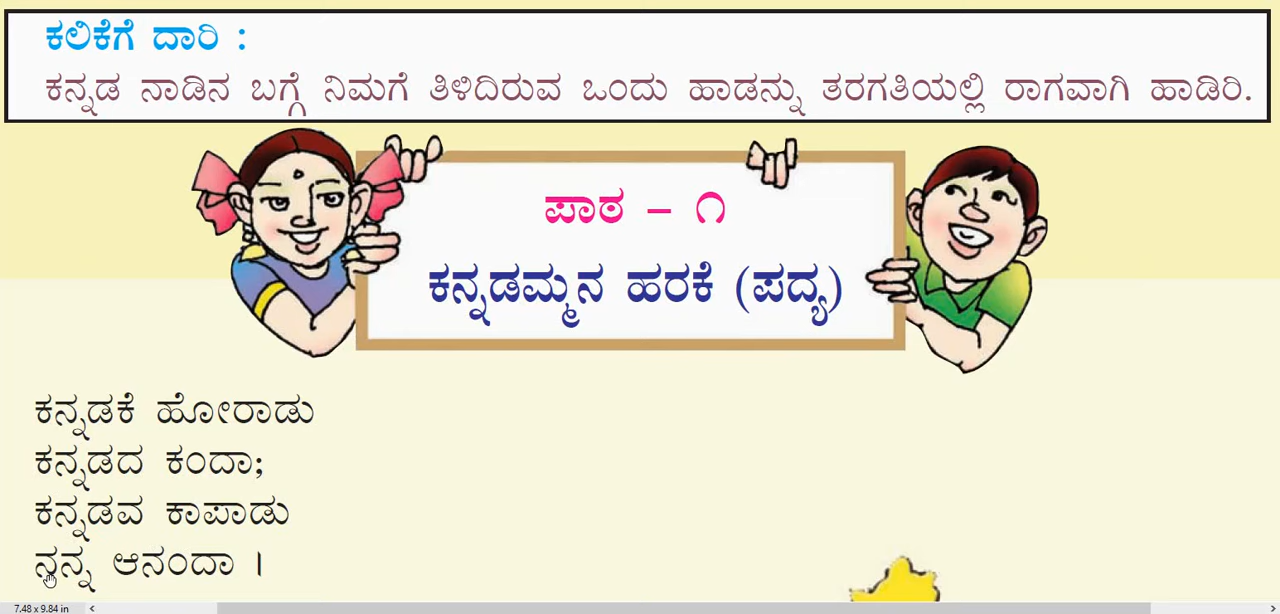 ಕಲಿಕೆಗೆ ದಾರಿ :
ಕನ್ನಡ ನಾಡಿನ ಬಗ್ಗೆ ನಿಮಗೆ ತಿಳಿದಿರುವ ಒಂದು ಹಾಡನ್ನು ತರಗತಿಯಲ್ಲಿ ರಾಗವಾಗಿ ಹಾಡಿರಿ.
ಪಾಠ – ೧
ಕನ್ನಡಮ್ಮನ ಹರಕೆ (ಪದ್ಯ)
ಕನ್ನಡಕೆ ಹೋರಾಡು
ಕನ್ನಡದ ಕಂದಾ;
ಕನ್ನಡವ ಕಾಪಾಡು
ನನ್ನ ಆನಂದಾ ।
7.48 x 9.84 in